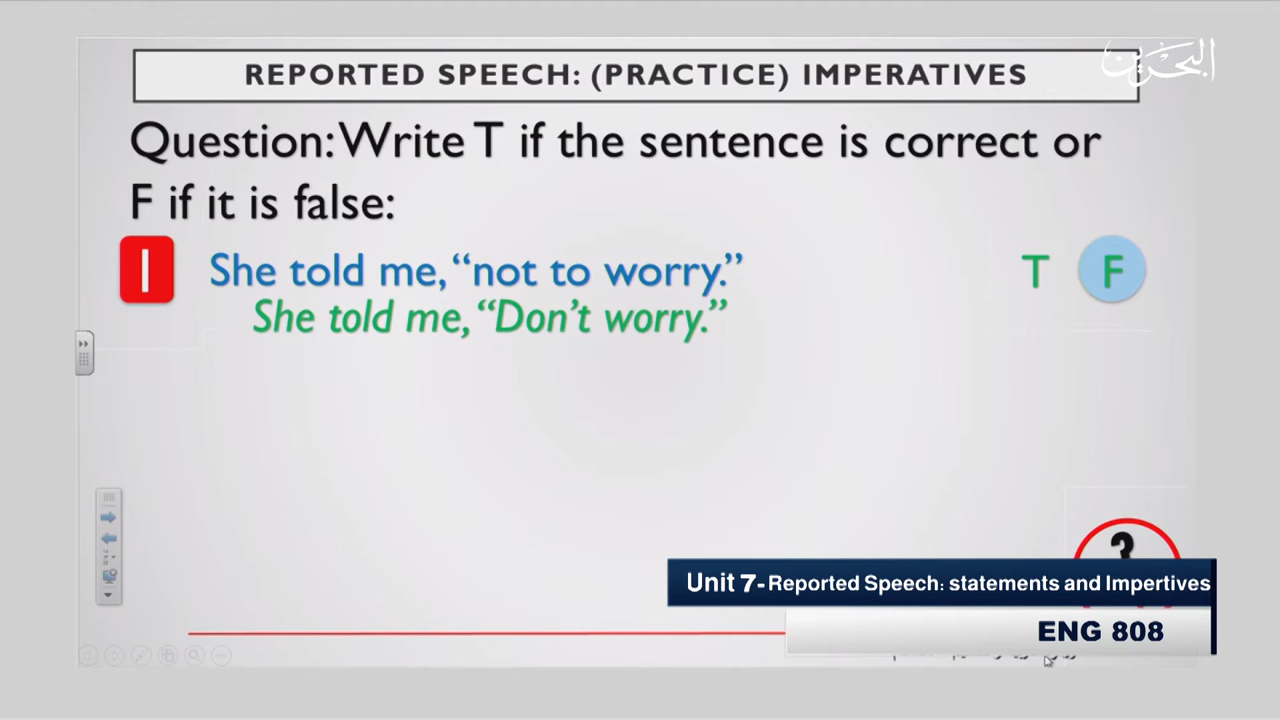 البحرين
REPORTED SPEECH: (PRACTICE) IMPERATIVES
Question: Write T if the sentence is correct or
F if it is false:
1 She told me, “not to worry.” T F
She told me, “Don’t worry.”
3
Unit 7- Reported Speech: statements and Impertives
ENG 808